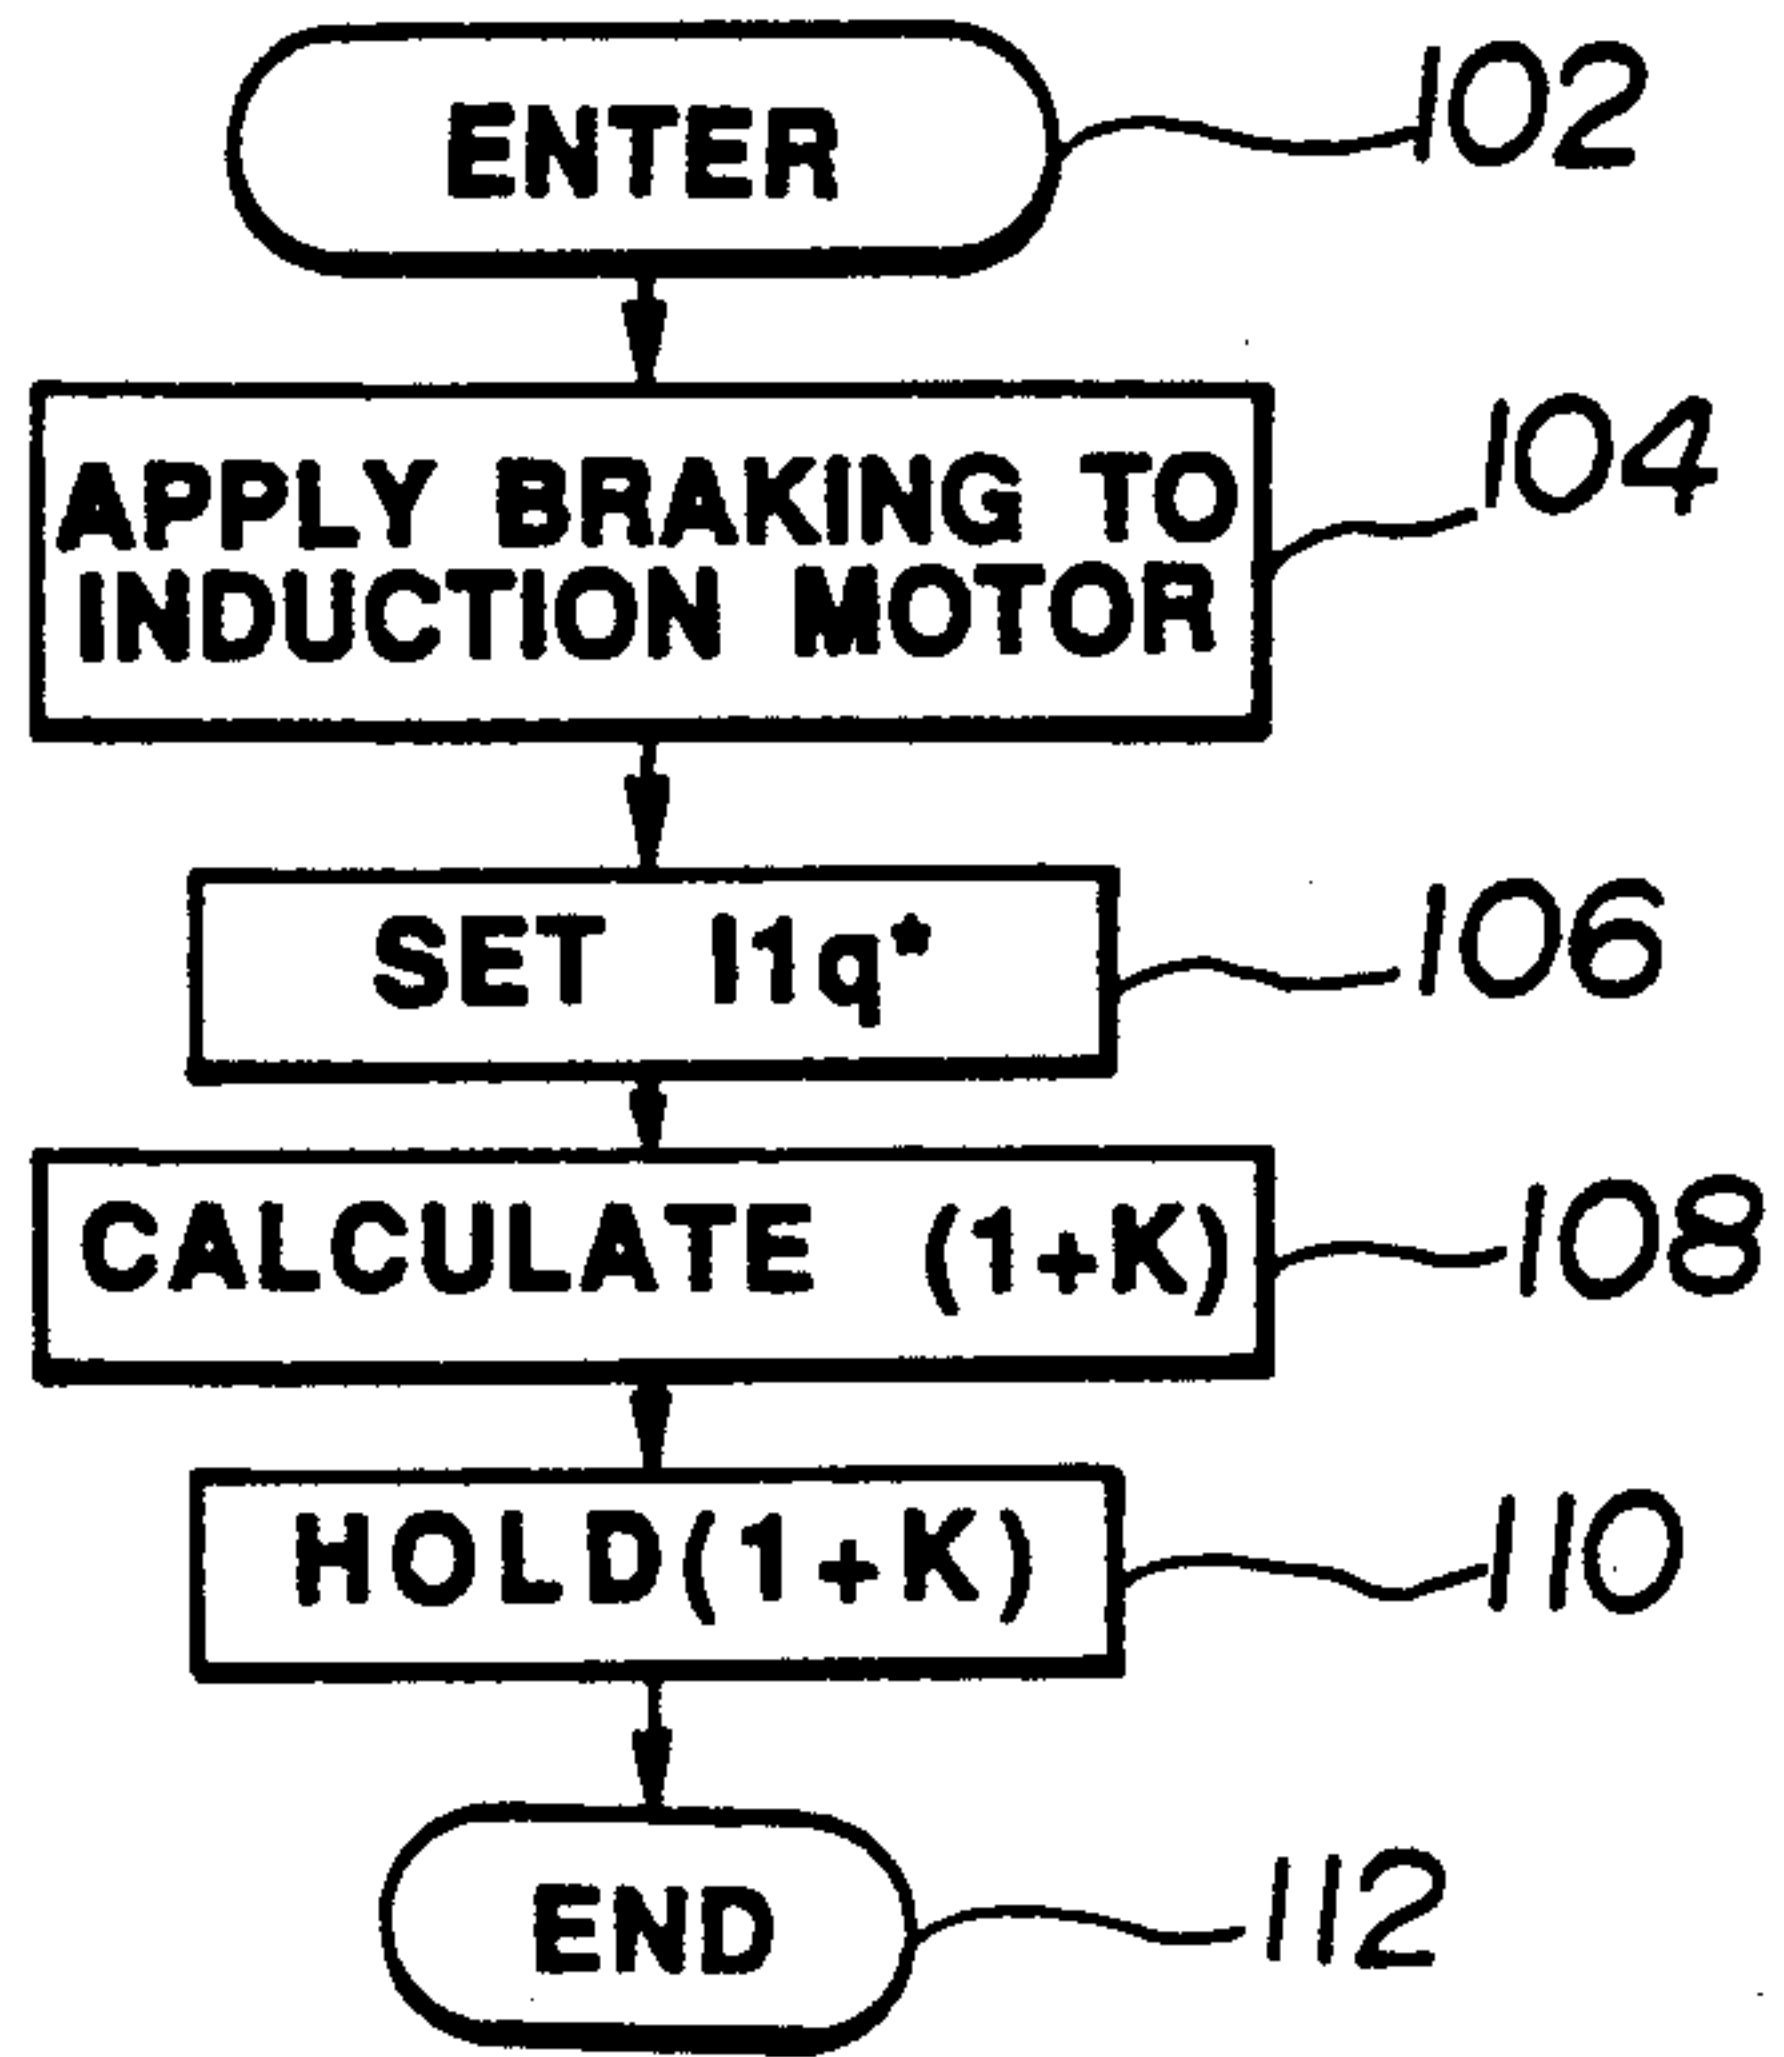 ENTER
102
APPLY BRAKING TO
INDUCTION MOTOR
104
SET I1q*
106
CALCULATE (1+K)
108
HOLD(1+K)
110
END
112